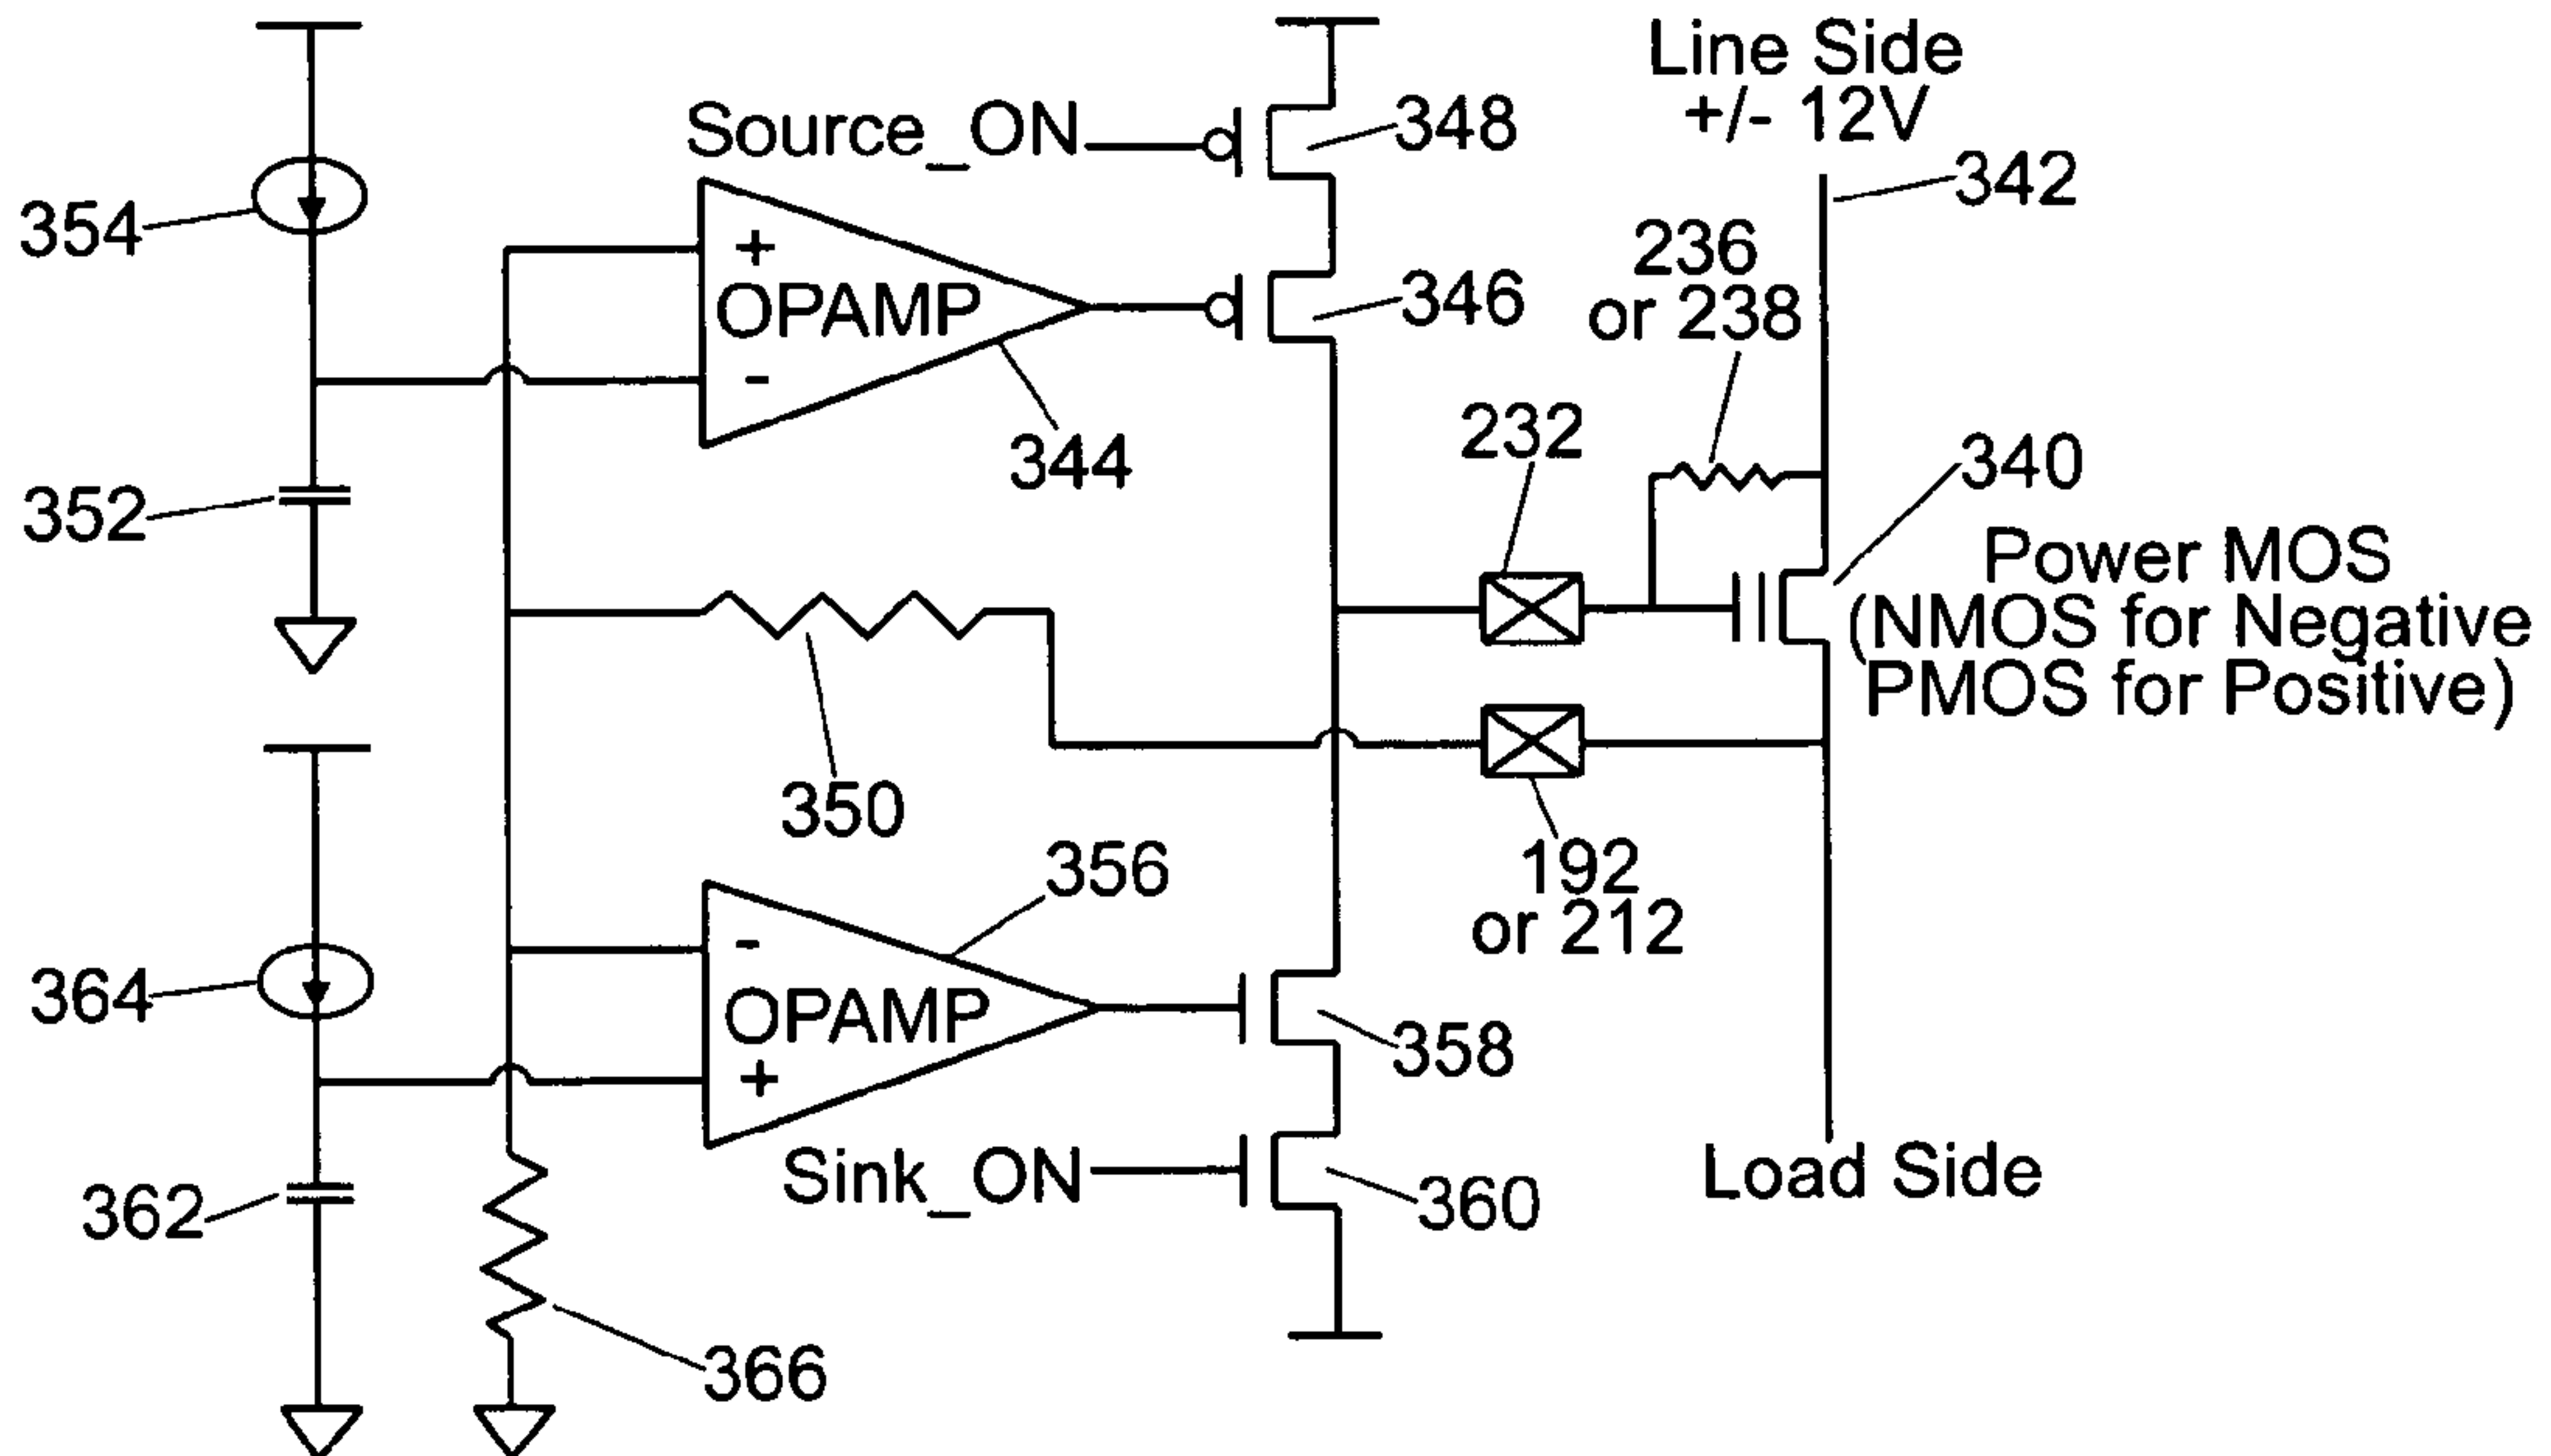 Line Side
+/- 12V
Source_ON
348
342
354
+
OPAMP
-
236
or 238
346
344
232
340
352
Power MOS
(NMOS for Negative
PMOS for Positive)
350
192
or 212
356
-
OPAMP
+
364
358
Sink_ON
Load Side
362
360
366